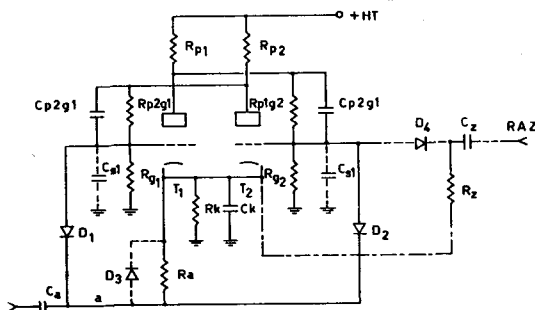 +HT
Rp1 Rp2
Cp2g1 Rp2g1 Rp1g2 Cp2g1
D4 Cz RAZ
Cs1 Rg1 T1 T2 Rg2 Cs1
Rk Ck Rz
D1 D2
D3 Ra
Ca a